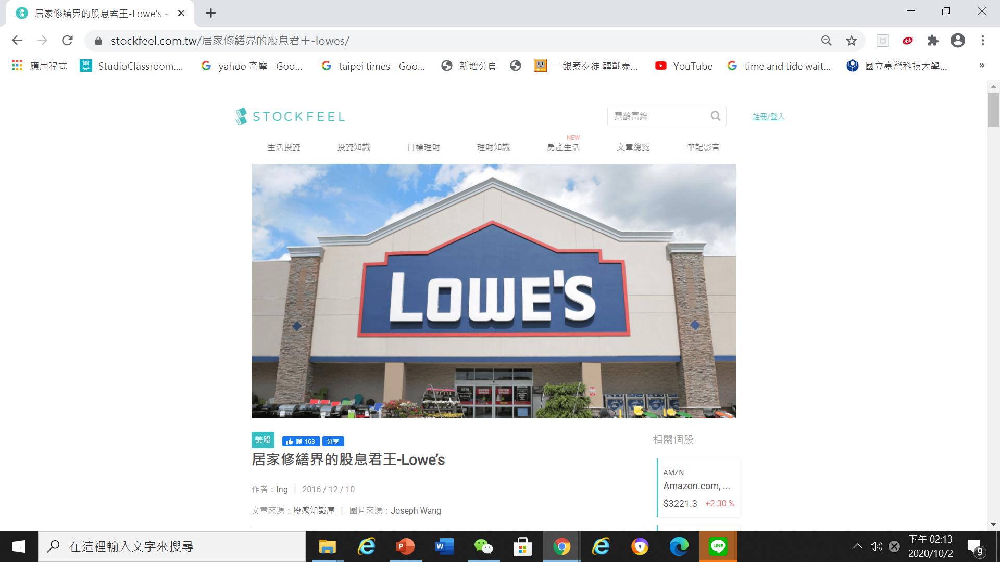 居家修繕界的股息君王-Lowe's -
stockfeel.com.tw/居家修繕界的股息君王-lowes/
Ask
應用程式
StudioClassroom....
yahoo 奇摩 - Goo...
taipei times - Goo...
新增分頁
一銀案歹徒 轉戰泰...
YouTube
time and tide wait...
國立臺灣科技大學...
»
STOCKFEEL
寶齡富錦
註冊/登入
NEW
生活投資
投資知識
目標理財
理財知識
房產生活
文章總覽
筆記影音
LOWE'S
8670
ENTER
ENTER
美股
讚 163
分享
相關個股
居家修繕界的股息君王-Lowe’s
作者：Ing | 2016 / 12 / 10
文章來源：股感知識庫 | 圖片來源：Joseph Wang
AMZN
Amazon.com, ...
$3221.3 +2.30 %
在這裡輸入文字來搜尋
LINE
下午 02:13
2020/10/2
9